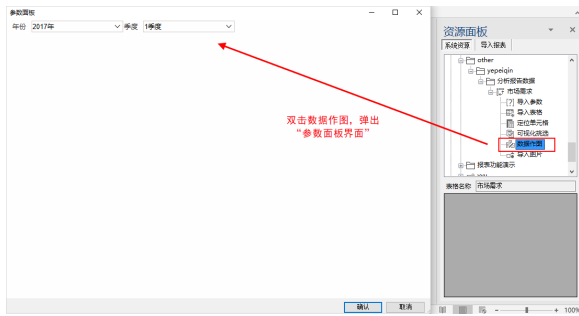 参数面板
年份 2017年 季度 1季度
双击数据作图，弹出
“参数面板界面”
确认 取消
资源面板
系统资源 导入报表
other
yepeiqin
分析报告数据
市场需求
导入参数
导入表格
定位单元格
可视化挑选
数据作图
导入图片
报表功能演示
表格名称 市场需求
100%